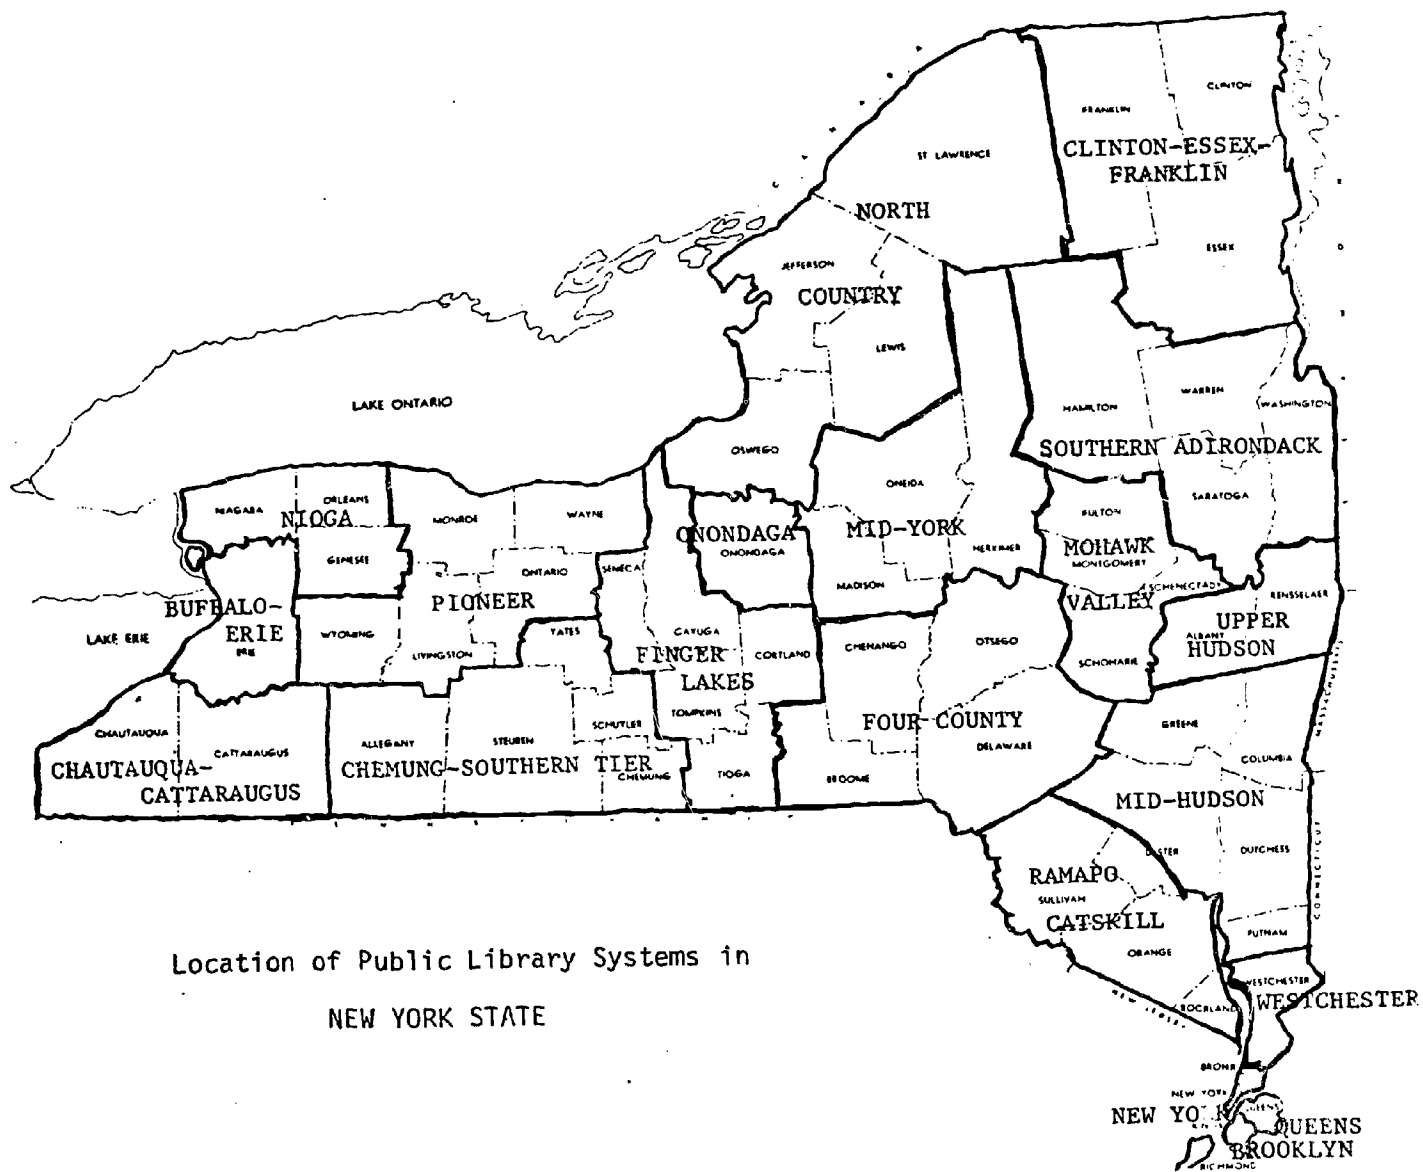 CLINTON
FRANKLIN
ST LAWRENCE
CLINTON-ESSEX-
FRANKLIN
NORTH
ESSEX
JEFFERSON
COUNTRY
LEWIS
LAKE ONTARIO
WARREN
HAMILTON
WASHINGTON
SOUTHERN ADIRONDACK
OSWEGO
ONEIDA
SARATOGA
NIAGARA
ORLEANS
NIOGA
MONROE
WAYNE
FULTON
ONONDAGA
ONONDAGA
MID-YORK
HERKIMER
MOHAWK
MONTGOMERY
GENESEE
ONTARIO
SENECA
MADISON
SCHENECTADY
VALLEY
RENSSELAER
BUFFALO-
ERIE
ERIE
LAKE ERIE
WYOMING
PIONEER
LIVINGSTON
YATES
CAYUGA
FINGER
LAKES
CORTLAND
CHENANGO
OTSEGO
SCHOHARIE
UPPER
ALBANY
HUDSON
MASSACHUSETTS
TOMPKINS
FOUR-COUNTY
DELAWARE
GREENE
COLUMBIA
CHAUTAUQUA
CATTARAUGUS
CHAUTAUQUA-
CATTARAUGUS
ALLEGANY
STEUBEN
SCHUYLER
CHEMUNG-SOUTHERN TIER
CHEMUNG
TIOGA
BROOME
MID-HUDSON
DUTCHESS
CONNECTICUT
RAMAPO
SULLIVAN
CATSKILL
ORANGE
PUTNAM
Location of Public Library Systems in
NEW YORK STATE
WESTCHESTER
WESTCHESTER
NEW JERSEY
ROCKLAND
BRONX
NEW YORK
NEW YORK
QUEENS
QUEENS
BROOKLYN
RICHMOND